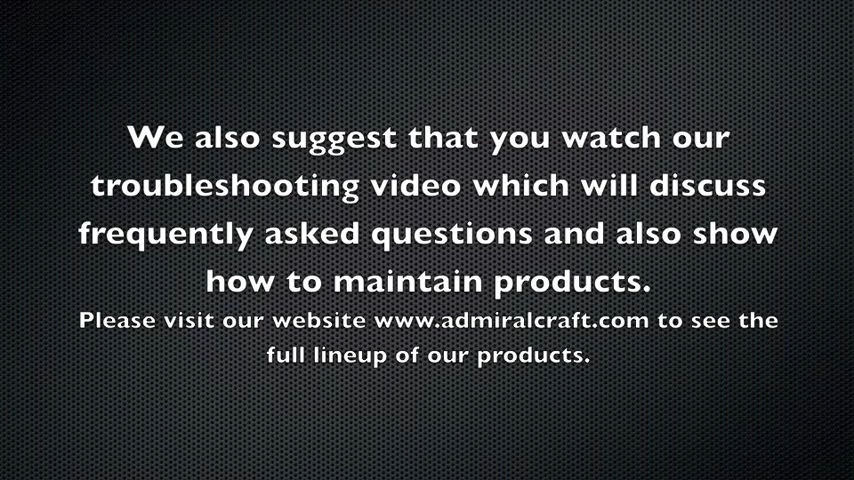 We also suggest that you watch our
troubleshooting video which will discuss
frequently asked questions and also show
how to maintain products.
Please visit our website www.admiralcraft.com to see the
full lineup of our products.